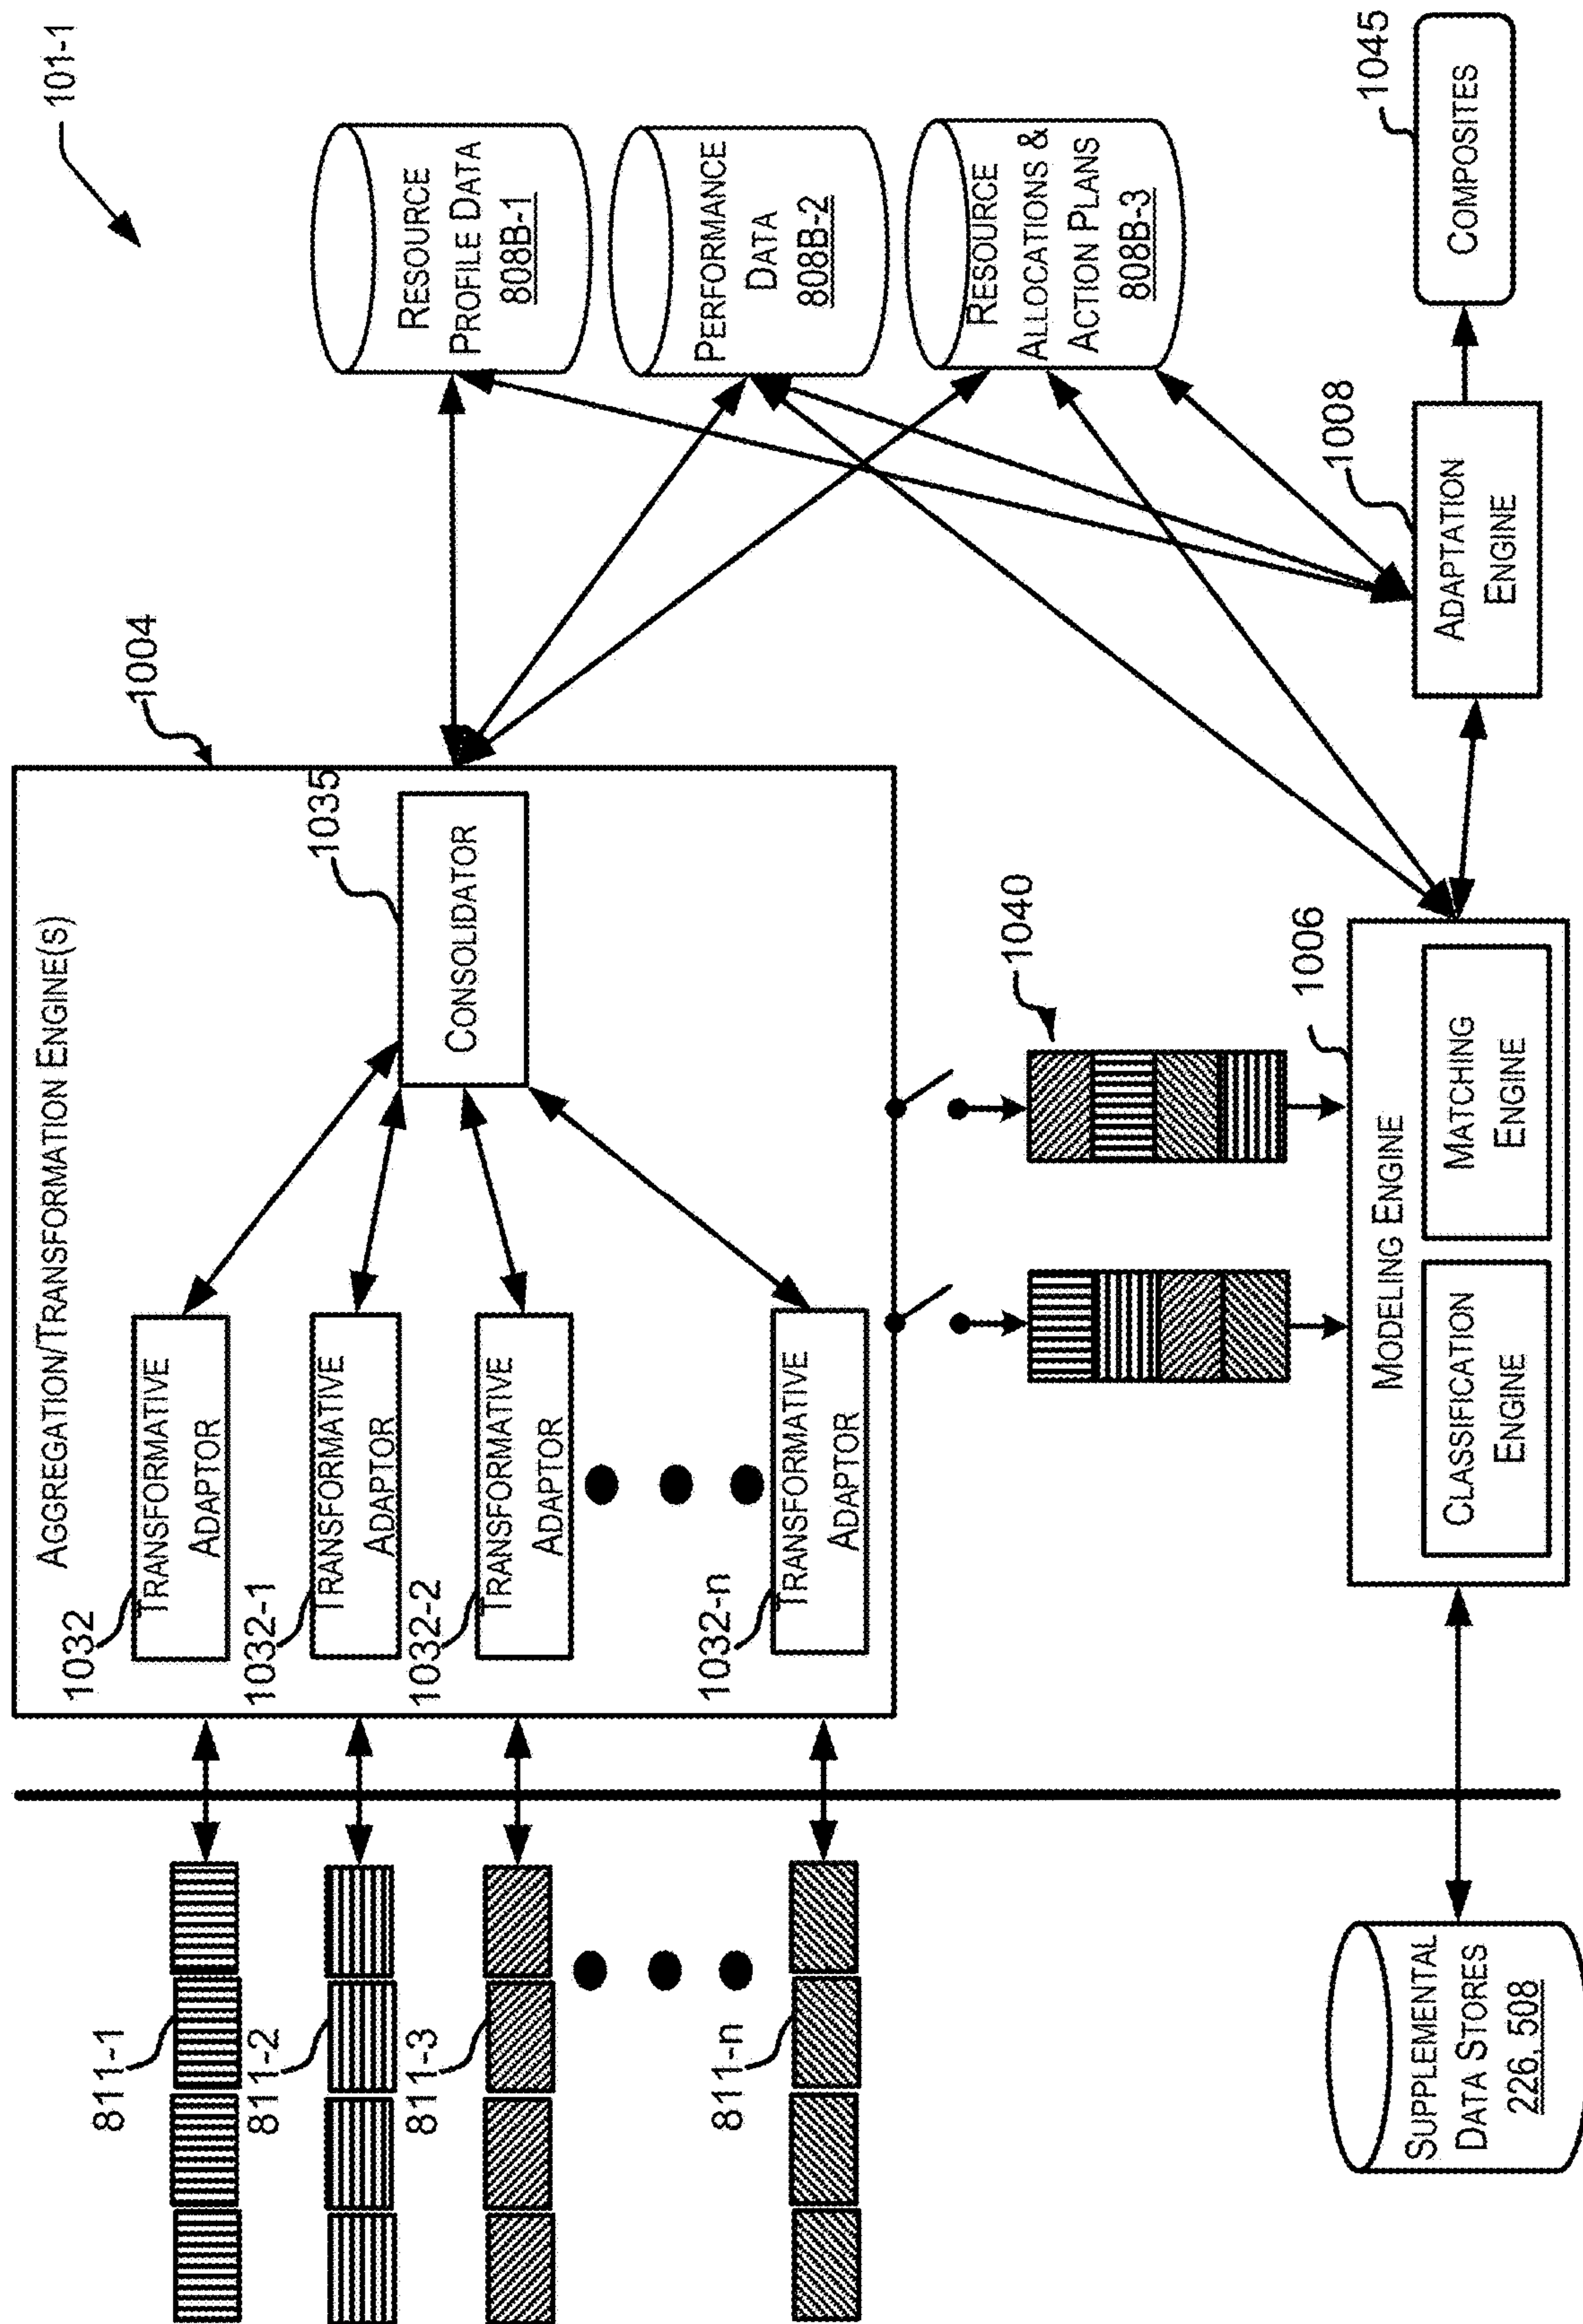 101-1
AGGREGATION/TRANSFORMATION ENGINE(S)
1004
811-1
1032
TRANSFORMATIVE
ADAPTOR
811-2
1032-1
TRANSFORMATIVE
ADAPTOR
811-3
1032-2
TRANSFORMATIVE
ADAPTOR
811-n
1032-n
TRANSFORMATIVE
ADAPTOR
1035
CONSOLIDATOR
RESOURCE
PROFILE DATA
808B-1
PERFORMANCE
DATA
808B-2
RESOURCE
ALLOCATIONS &
ACTION PLANS
808B-3
1040
SUPPLEMENTAL
DATA STORES
226, 508
1006
MODELING ENGINE
CLASSIFICATION
ENGINE
MATCHING
ENGINE
1008
ADAPTATION
ENGINE
1045
COMPOSITES